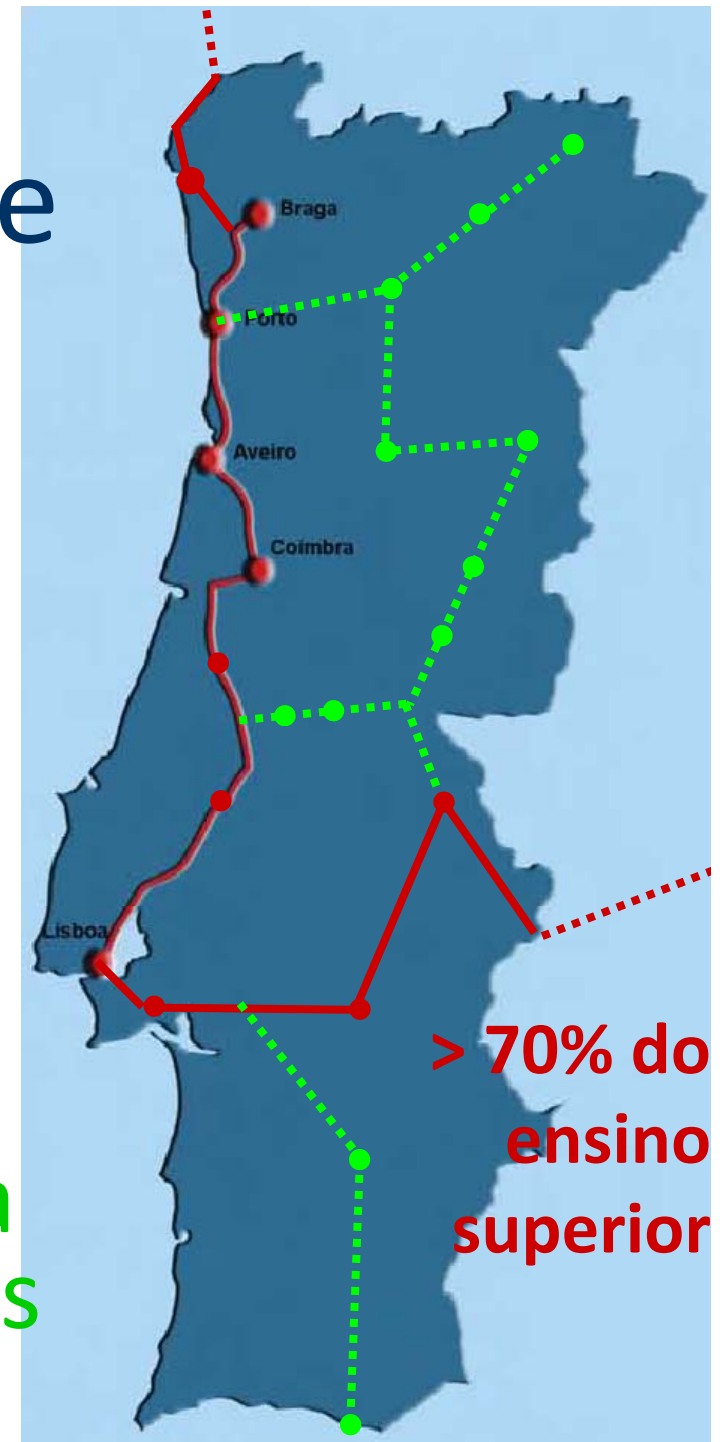 e
Braga
Porto
Aveiro
Coimbra
Lisboa
> 70% do
ensino
superior
a
s